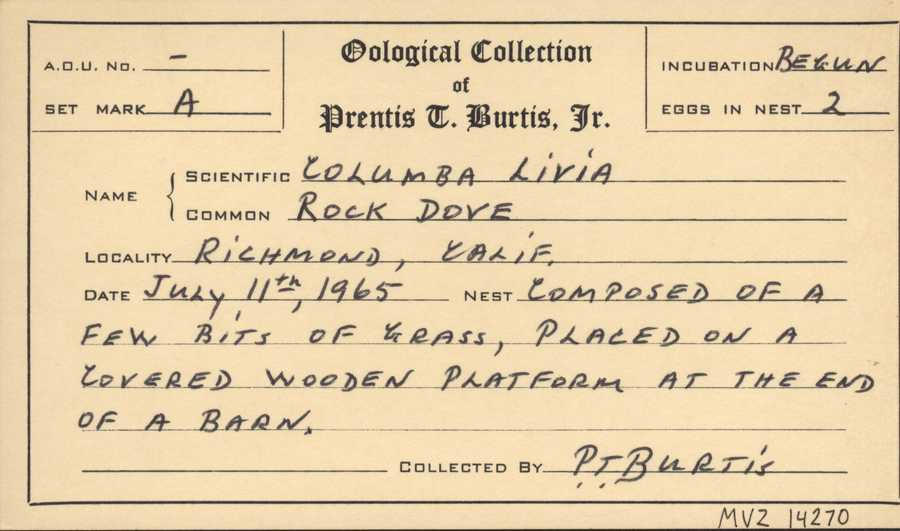 A.O.U. No. – Oological Collection INCUBATION BEGUN
SET MARK A of EGGS IN NEST 2
Prentis T. Burtis, Jr.
NAME { SCIENTIFIC COLUMBA LIVIA
COMMON ROCK DOVE
LOCALITY RICHMOND, CALIF.
DATE JULY 11th, 1965 NEST COMPOSED OF A
FEW BITS OF GRASS, PLACED ON A
COVERED WOODEN PLATFORM AT THE END
OF A BARN.
COLLECTED BY P.T. BURTIS
MVZ 14270